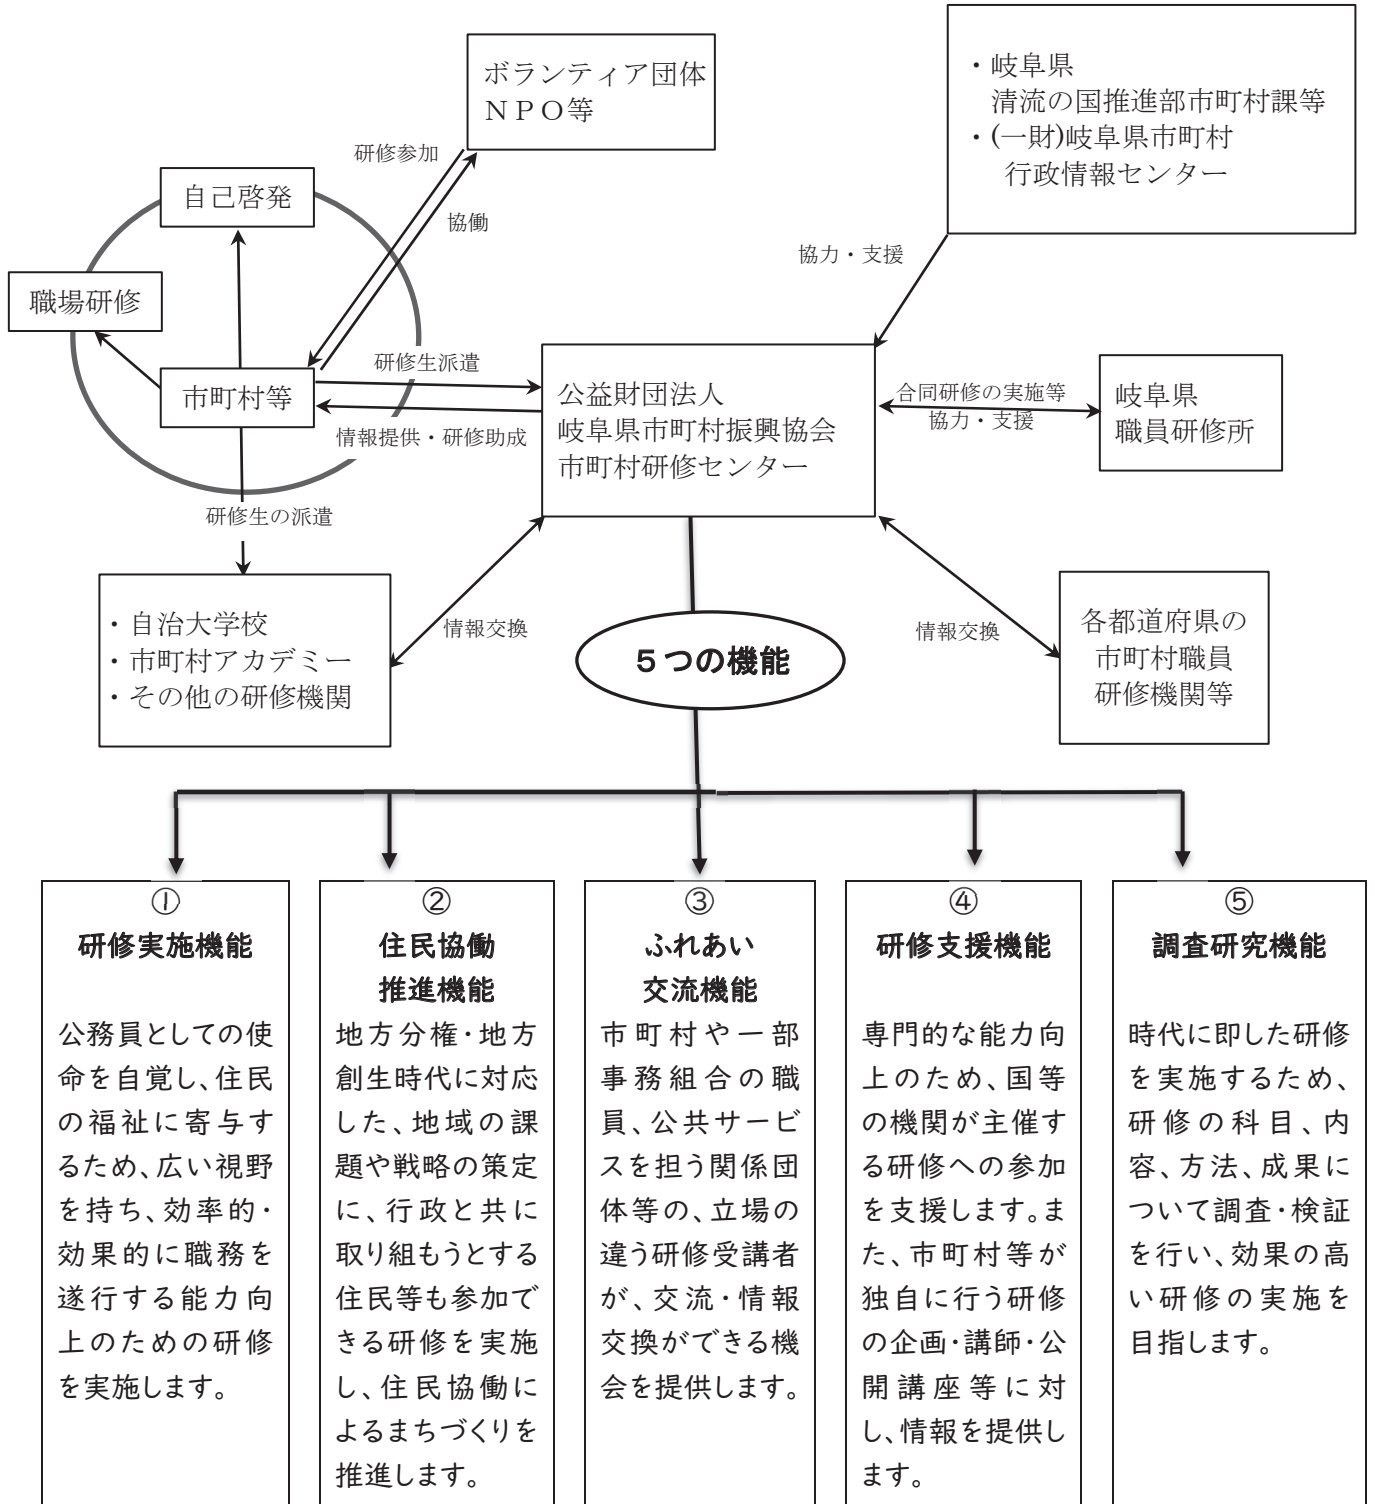 ボランティア団体
ＮＰＯ等
・岐阜県
清流の国推進部市町村課等
・(一財)岐阜県市町村
行政情報センター
研修参加
協働
自己啓発
職場研修
市町村等
協力・支援
研修生派遣
情報提供・研修助成
公益財団法人
岐阜県市町村振興協会
市町村研修センター
合同研修の実施等
協力・支援
岐阜県
職員研修所
研修生の派遣
・自治大学校
・市町村アカデミー
・その他の研修機関
情報交換
５つの機能
情報交換
各都道府県の
市町村職員
研修機関等
①
研修実施機能
公務員としての使
命を自覚し、住民
の福祉に寄与す
るため、広い視野
を持ち、効率的・
効果的に職務を
遂行する能力向
上のための研修
を実施します。
②
住民協働
推進機能
地方分権・地方
創生時代に対応
した、地域の課
題や戦略の策定
に、行政と共に
取り組もうとする
住民等も参加で
きる研修を実施
し、住民協働に
よるまちづくりを
推進します。
③
ふれあい
交流機能
市町村や一部
事務組合の職
員、公共サービ
スを担う関係団
体等の、立場の
違う研修受講者
が、交流・情報
交換ができる機
会を提供します。
④
研修支援機能
専門的な能力向
上のため、国等
の機関が主催す
る研修への参加
を支援します。ま
た、市町村等が
独自に行う研修
の企画・講師・公
開講座等に対
し、情報を提供し
ます。
⑤
調査研究機能
時代に即した研修
を実施するため、
研修の科目、内
容、方法、成果に
ついて調査・検証
を行い、効果の高
い研修の実施を
目指します。